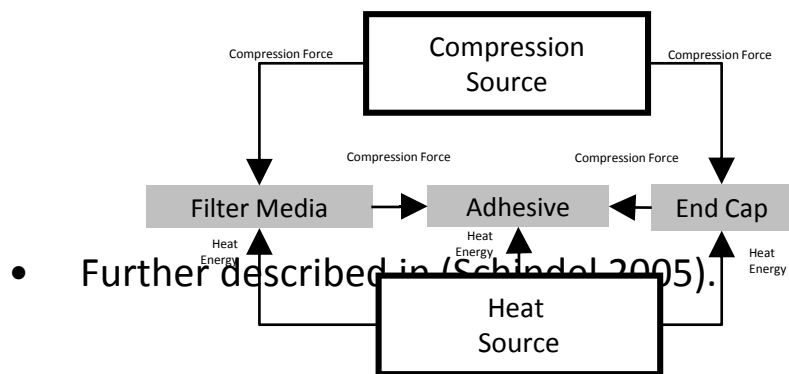 Compression Force
Compression
Source
Compression Force
Compression Force
Compression Force
Filter Media
Adhesive
End Cap
Heat
Energy
Heat
Energy
Heat
Energy
• Further described in (Schindel 2005).
Heat
Source